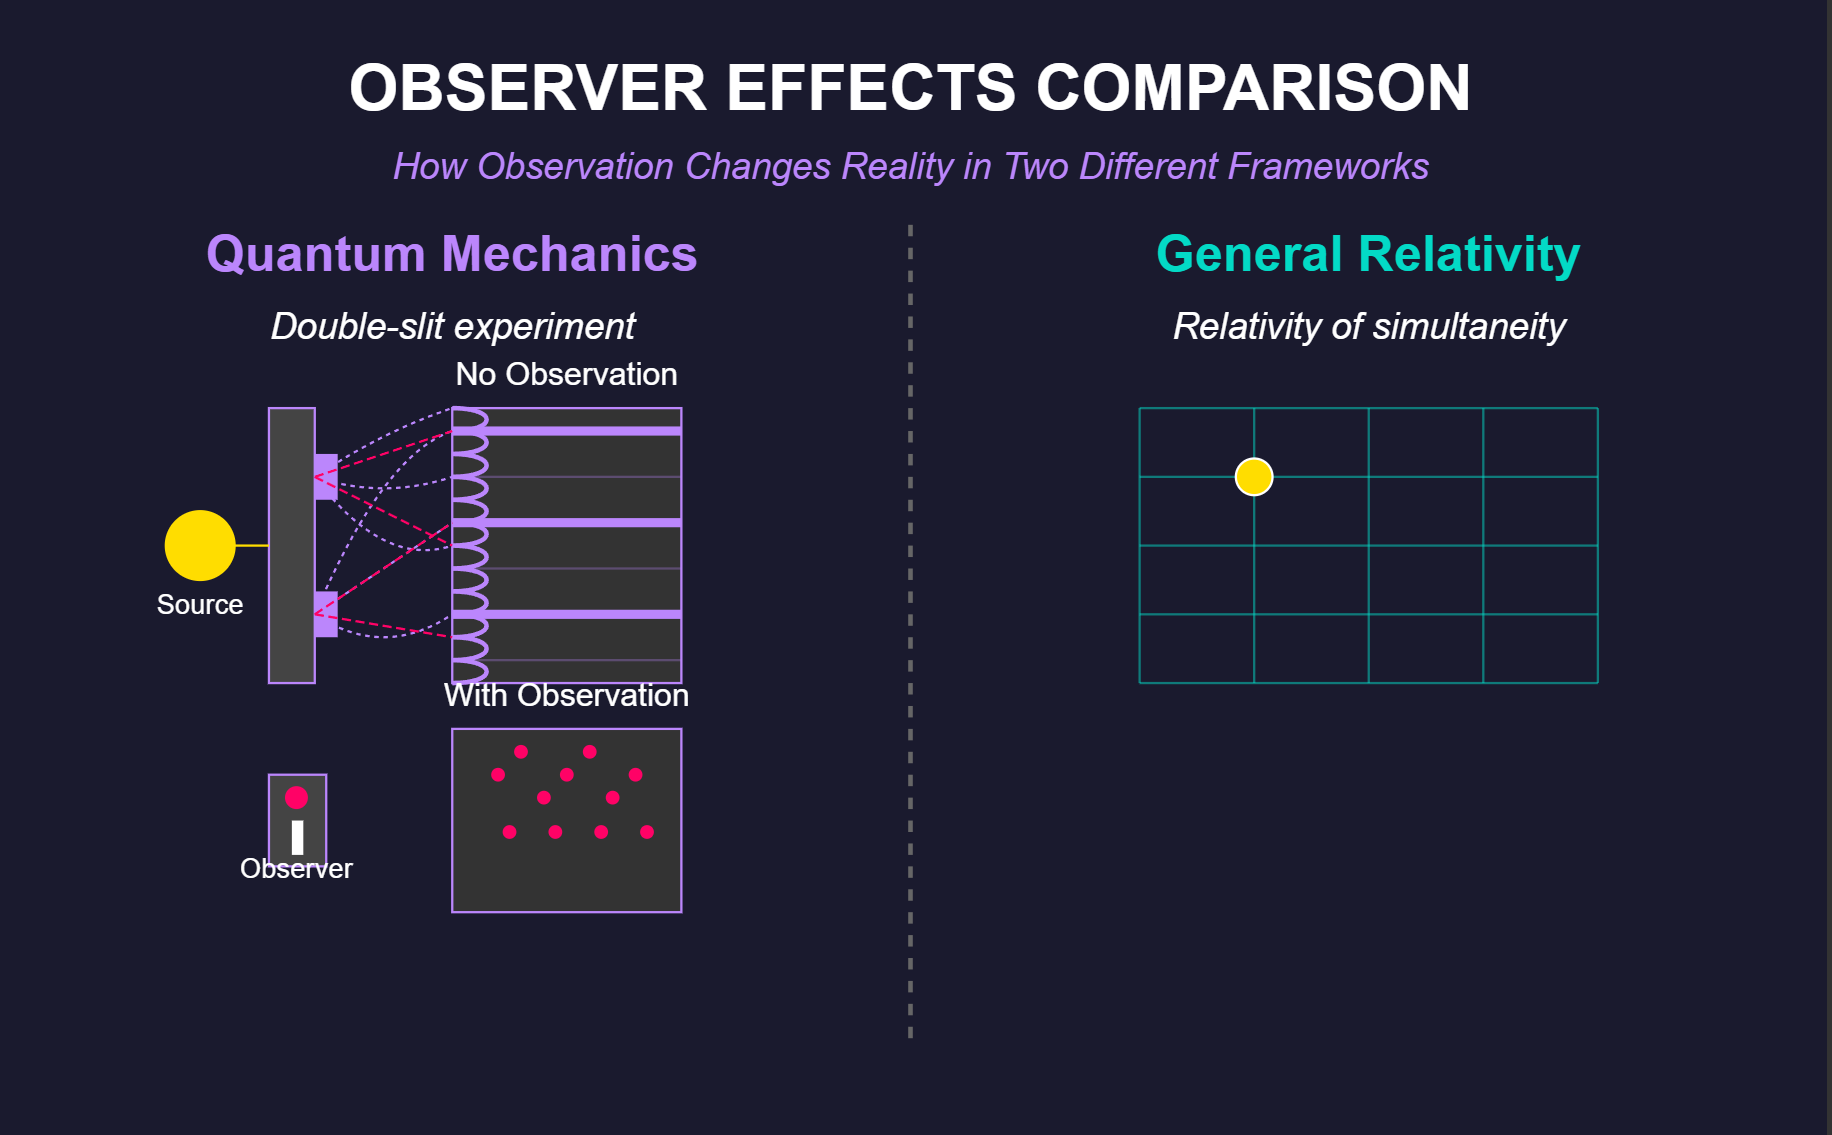 OBSERVER EFFECTS COMPARISON
How Observation Changes Reality in Two Different Frameworks
Quantum Mechanics
Double-slit experiment
No Observation
Source
With Observation
Observer
General Relativity
Relativity of simultaneity